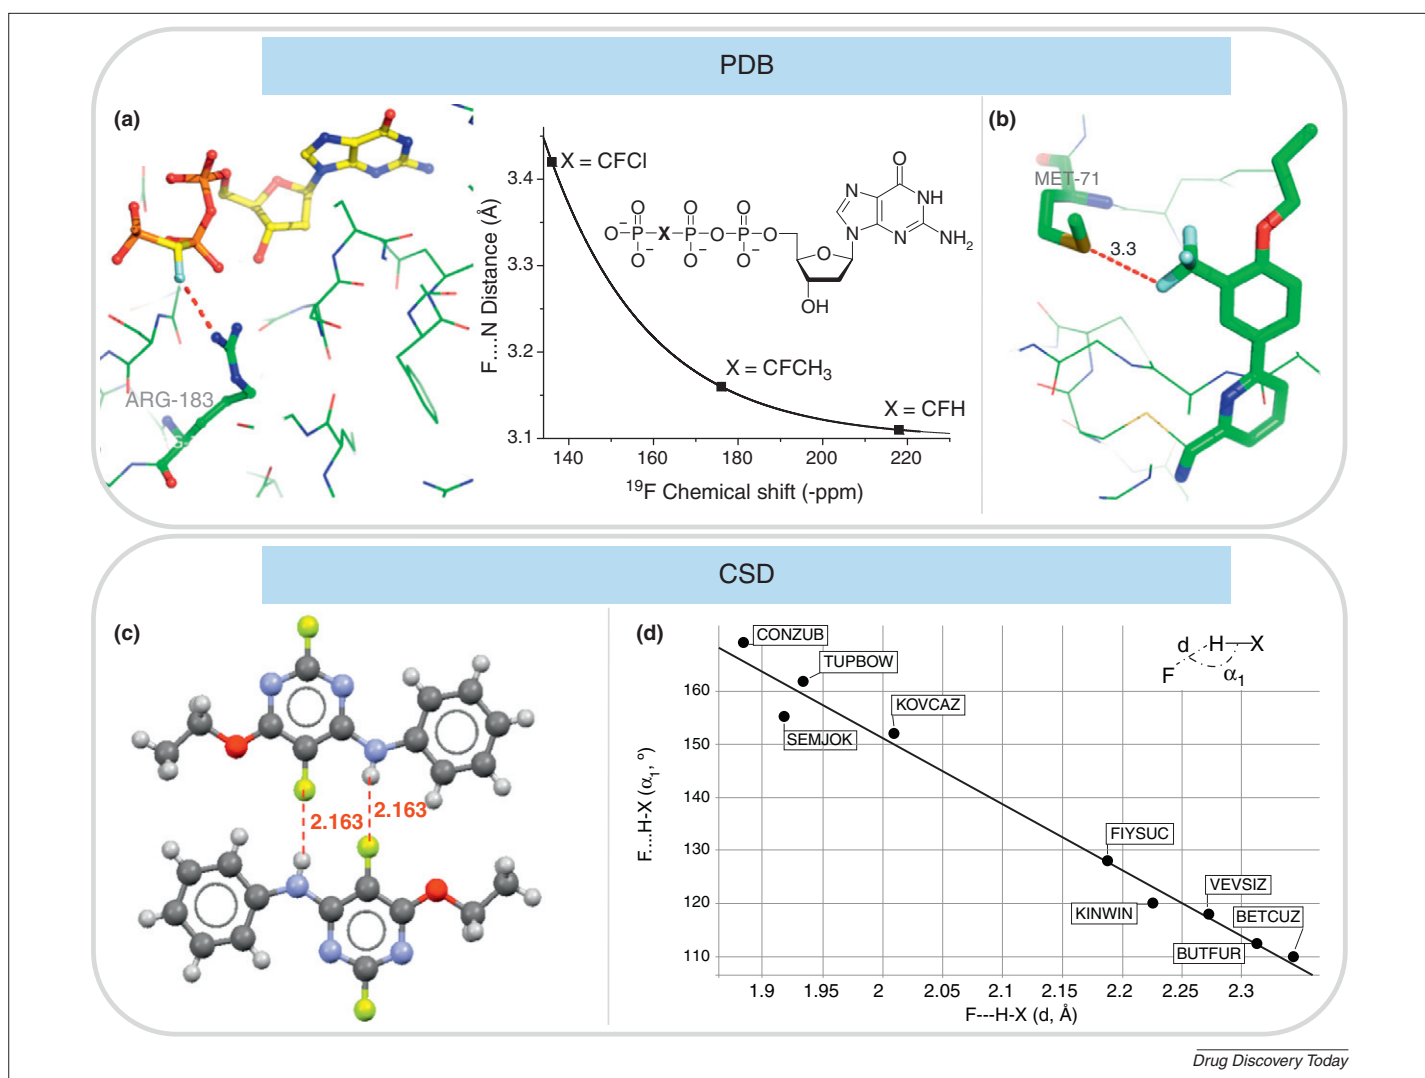 PDB
(a)
ARG-183
F....N Distance (Å)
3.4
3.3
3.2
3.1
X = CFCl
X = CFCH3
X = CFH
O O O
O−P−X−P−O−P−O
O− O− O−
O
N
NH
N
N
NH2
O
OH
140 160 180 200 220
19F Chemical shift (-ppm)
(b)
MET-71
3.3
CSD
(c)
2.163
2.163
(d)
F....H-X (α1, °)
160
150
140
130
120
110
CONZUB
TUPBOW
SEMJOK
KOVCAZ
FIYSUC
KINWIN
VEVSIZ
BETCUZ
BUTFUR
d H X
F α1
1.9 1.95 2 2.05 2.1 2.15 2.2 2.25 2.3
F---H-X (d, Å)
Drug Discovery Today